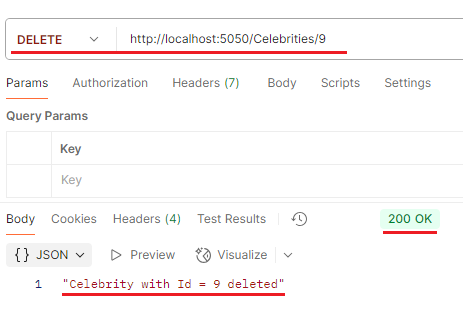 DELETE http://localhost:5050/Celebrities/9
Params Authorization Headers (7) Body Scripts Settings
Query Params
Key
Key
Body Cookies Headers (4) Test Results 200 OK
{} JSON Preview Visualize
1 "Celebrity with Id = 9 deleted"